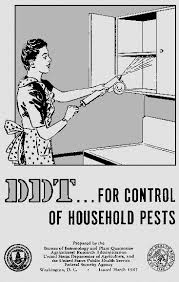 DDT...FOR CONTROL
OF HOUSEHOLD PESTS
Prepared by the
Bureau of Entomology and Plant Quarantine
Agricultural Research Administration
United States Department of Agriculture, and
the United States Public Health Service
Federal Security Agency
Washington, D. C. Issued March 1947